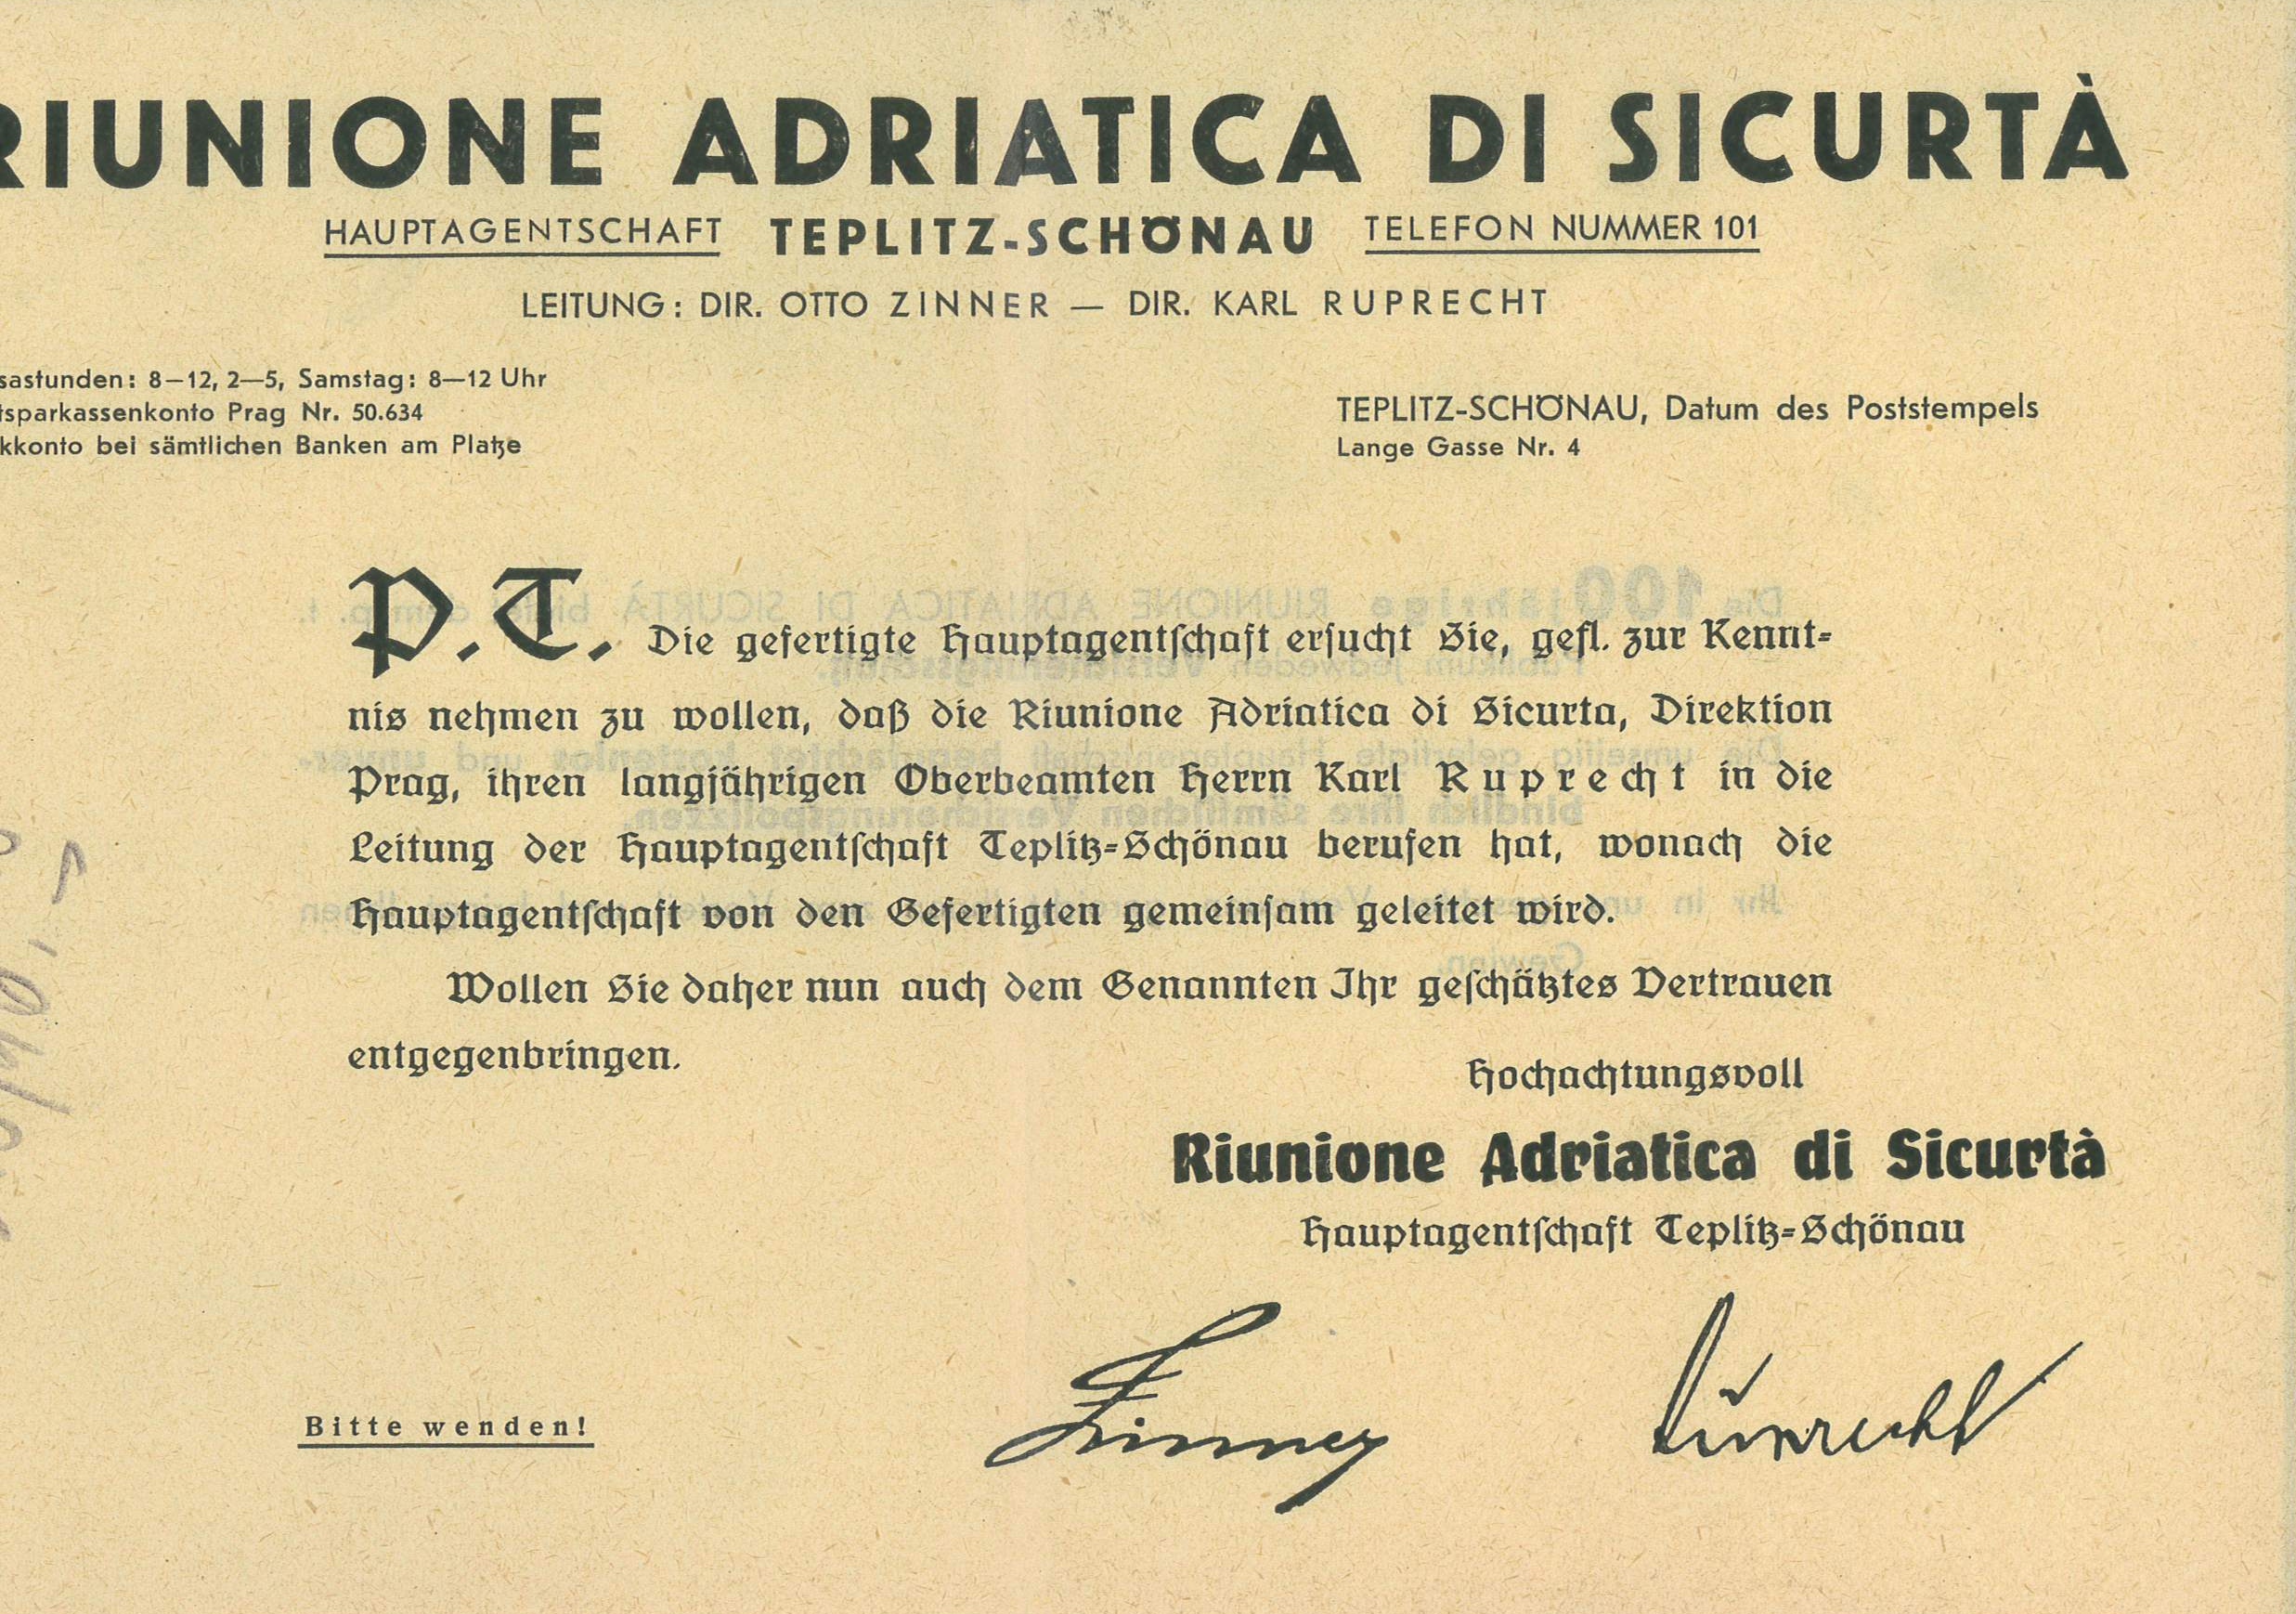 RIUNIONE ADRIATICA DI SICURTÀ
HAUPTAGENTSCHAFT TEPLITZ-SCHÖNAU TELEFON NUMMER 101
LEITUNG: DIR. OTTO ZINNER — DIR. KARL RUPRECHT
sastunden: 8—12, 2—5, Samstag: 8—12 Uhr
tsparkassenkonto Prag Nr. 50.634
kkonto bei sämtlichen Banken am Platze
TEPLITZ-SCHÖNAU, Datum des Poststempels
Lange Gasse Nr. 4
P. T. Die gefertigte Hauptagentſchaft erſucht Sie, gefl. zur Kennt-
nis nehmen zu wollen, daß die Riunione Adriatica di Sicurta, Direktion
Prag, ihren langjährigen Oberbeamten Herrn Karl Ruprecht in die
Leitung der Hauptagentſchaft Teplitz-Schönau berufen hat, wonach die
Hauptagentſchaft von den Gefertigten gemeinſam geleitet wird.
Wollen Sie daher nun auch dem Genannten Ihr geſchätztes Vertrauen
entgegenbringen.
Hochachtungsvoll
Riunione Adriatica di Sicurtà
Hauptagentſchaft Teplitz-Schönau
Zinner Ruprecht
Bitte wenden!